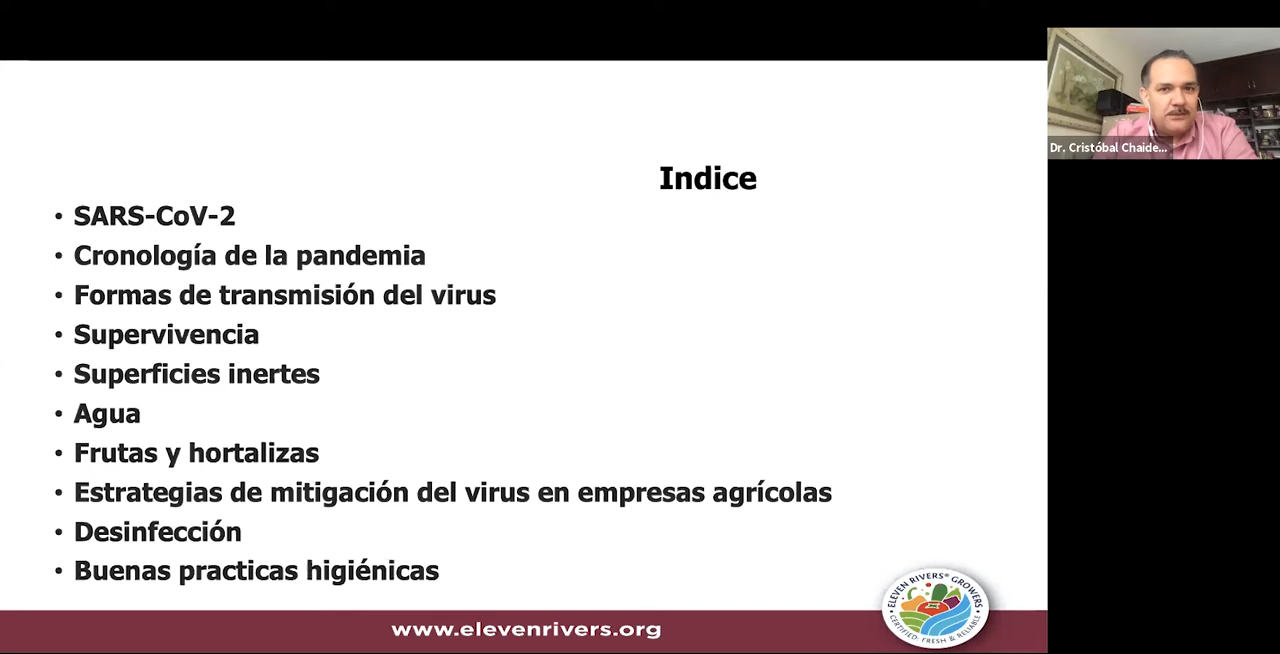 Indice
• SARS-CoV-2
• Cronología de la pandemia
• Formas de transmisión del virus
• Supervivencia
• Superficies inertes
• Agua
• Frutas y hortalizas
• Estrategias de mitigación del virus en empresas agrícolas
• Desinfección
• Buenas practicas higiénicas
Dr. Cristóbal Chaide...
ELEVEN RIVERS® GROWERS
• CERTIFIED • FRESH & RELIABLE •
www.elevenrivers.org